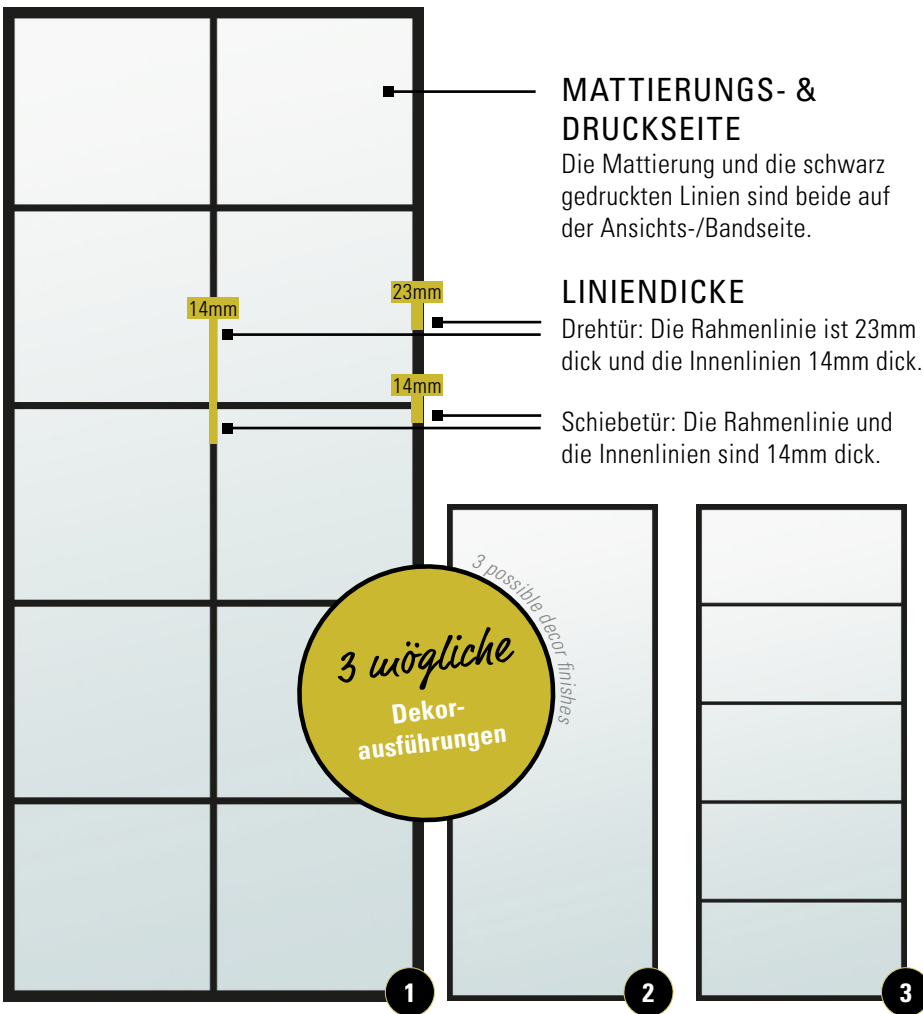 MATTIERUNGS- &
DRUCKSEITE
Die Mattierung und die schwarz
gedruckten Linien sind beide auf
der Ansichts-/Bandseite.
14mm
23mm
14mm
LINIENDICKE
Drehtür: Die Rahmenlinie ist 23mm
dick und die Innenlinien 14mm dick.
Schiebetür: Die Rahmenlinie und
die Innenlinien sind 14mm dick.
3 possible decor finishes
3 mögliche
Dekor-
ausführungen
1
2
3